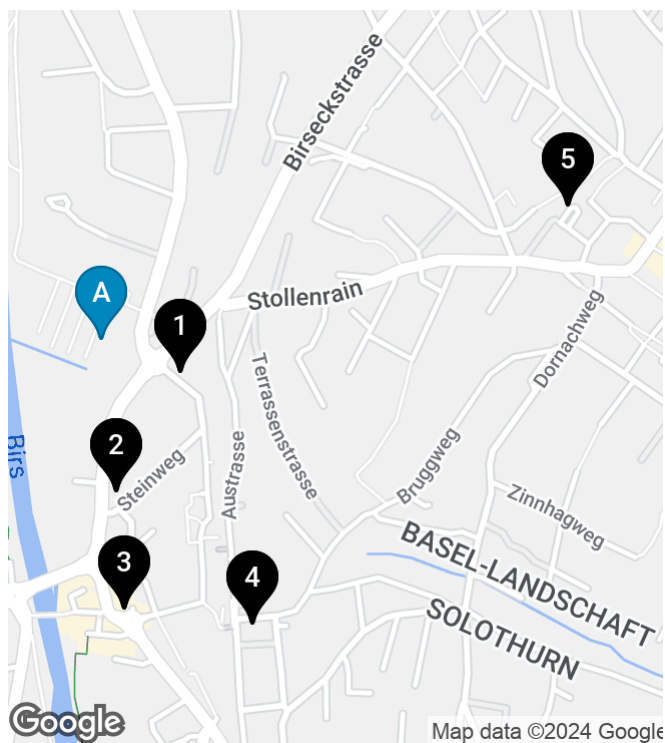 Birseckstrasse
5
A
Stollenrain
1
Dornachweg
Terrassenstrasse
2
Birs
Steinweg
Austrasse
Bruggweg
Zinnhagweg
BASEL-LANDSCHAFT
3
4
SOLOTHURN
Google
Map data ©2024 Google